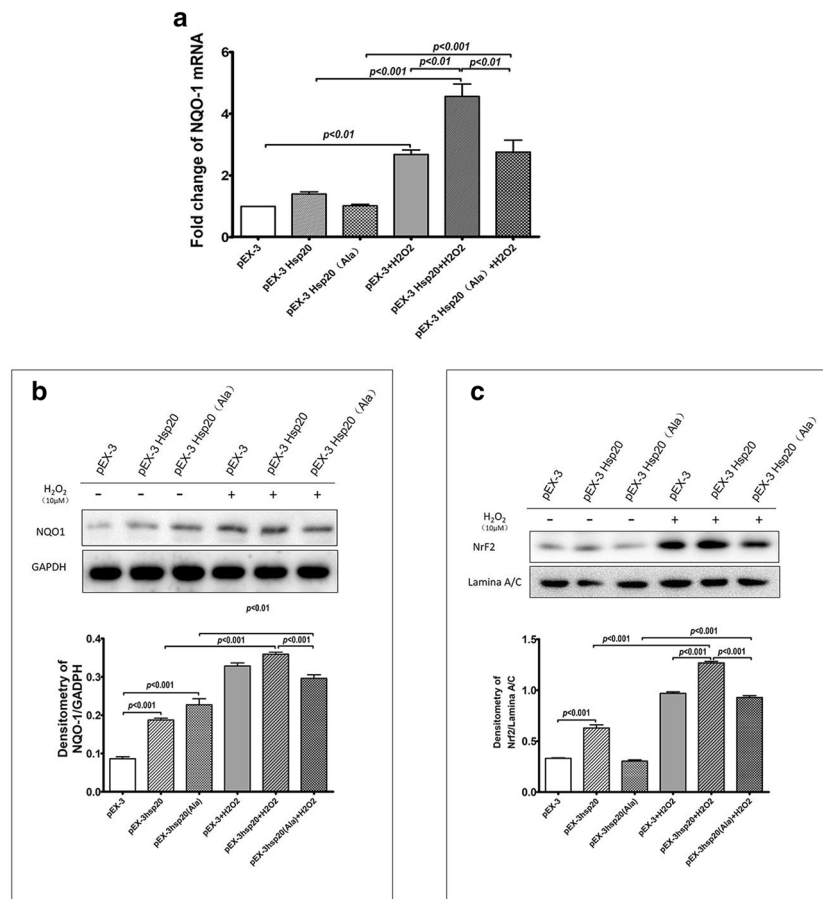 a
Fold change of NQO-1 mRNA
6
4
2
0
p<0.001
p<0.01 p<0.01
p<0.001
p<0.01
pEX-3
pEX-3 Hsp20
pEX-3 Hsp20（Ala）
pEX-3+H2O2
pEX-3 Hsp20+H2O2
pEX-3 Hsp20（Ala）+H2O2
b
pEX-3
pEX-3 Hsp20
pEX-3 Hsp20（Ala）
pEX-3
pEX-3 Hsp20
pEX-3 Hsp20（Ala）
H₂O₂
（10μM）
- - - + + +
NQO1
GAPDH
p<0.01
Densitometry of
NQO-1/GADPH
0.4
0.3
0.2
0.1
0.0
p<0.001
p<0.001 p<0.001
p<0.001
p<0.001
pEX-3
pEX-3hsp20
pEX-3hsp20(Ala)
pEX-3+H2O2
pEX-3hsp20+H2O2
pEX-3hsp20(Ala)+H2O2
c
pEX-3
pEX-3 Hsp20
pEX-3 Hsp20（Ala）
pEX-3
pEX-3 Hsp20
pEX-3 Hsp20（Ala）
H₂O₂
（10μM）
- - - + + +
NrF2
Lamina A/C
Densitometry of
Nrf2/Lamina A/C
1.5
1.0
0.5
0.0
p<0.001
p<0.001
p<0.001 p<0.001
p<0.001
pEX-3
pEX-3hsp20
pEX-3hsp20(Ala)
pEX-3+H2O2
pEX-3hsp20+H2O2
pEX-3hsp20(Ala)+H2O2